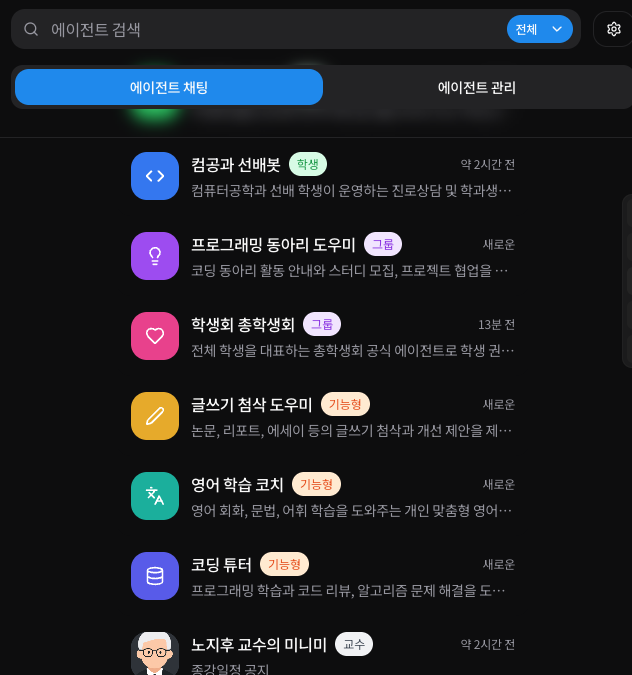 에이전트 검색
전체
에이전트 채팅
에이전트 관리
컴공과 선배봇 학생 약 2시간 전
컴퓨터공학과 선배 학생이 운영하는 진로상담 및 학과생…
프로그래밍 동아리 도우미 그룹 새로운
코딩 동아리 활동 안내와 스터디 모집, 프로젝트 협업을 …
학생회 총학생회 그룹 13분 전
전체 학생을 대표하는 총학생회 공식 에이전트로 학생 권…
글쓰기 첨삭 도우미 기능형 새로운
논문, 리포트, 에세이 등의 글쓰기 첨삭과 개선 제안을 제…
영어 학습 코치 기능형 새로운
영어 회화, 문법, 어휘 학습을 도와주는 개인 맞춤형 영어…
코딩 튜터 기능형 새로운
프로그래밍 학습과 코드 리뷰, 알고리즘 문제 해결을 도…
노지후 교수의 미니미 교수 약 2시간 전
종강일정 공지